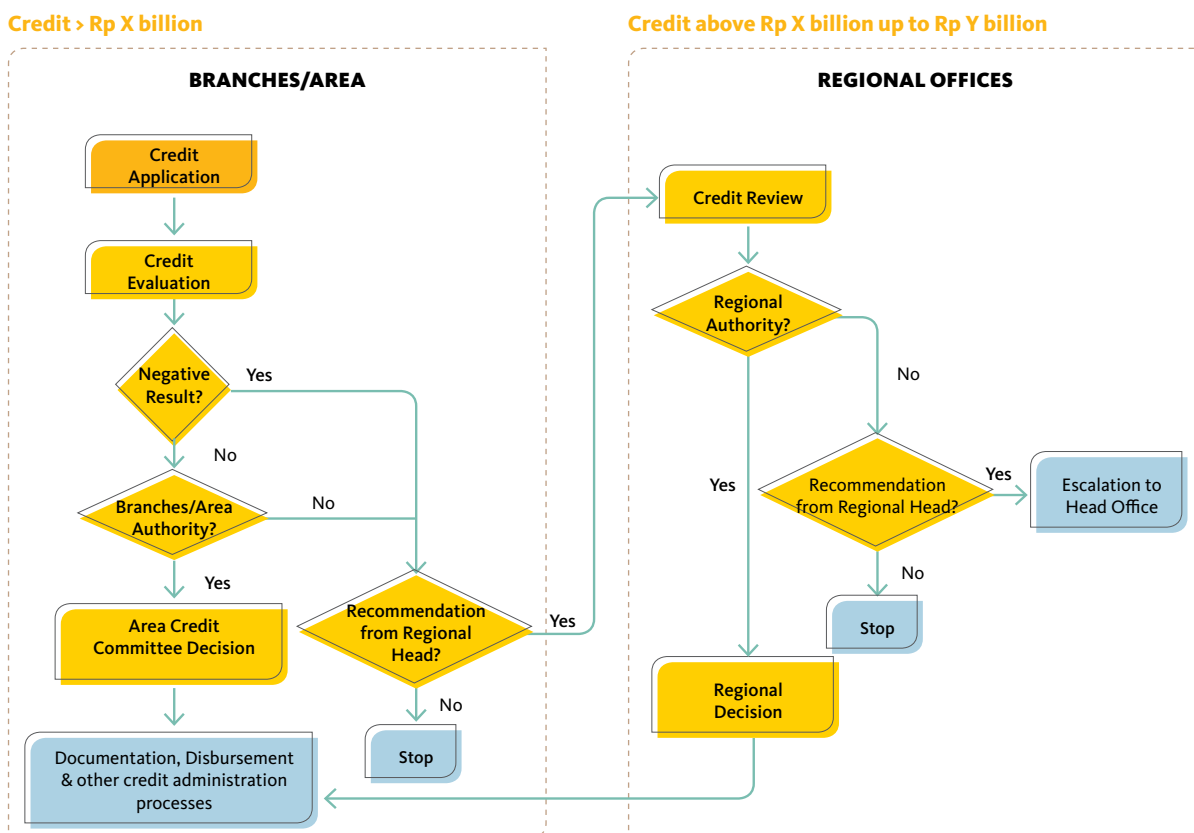 Credit > Rp X billion
BRANCHES/AREA
Credit
Application
Credit
Evaluation
Negative
Result?
Yes
No
Branches/Area
Authority?
No
Yes
Area Credit
Committee Decision
Recommendation
from Regional
Head?
Yes
No
Stop
Documentation, Disbursement
& other credit administration
processes
Credit above Rp X billion up to Rp Y billion
REGIONAL OFFICES
Credit Review
Regional
Authority?
No
Yes
Recommendation
from Regional Head?
Yes
Escalation to
Head Office
No
Stop
Regional
Decision